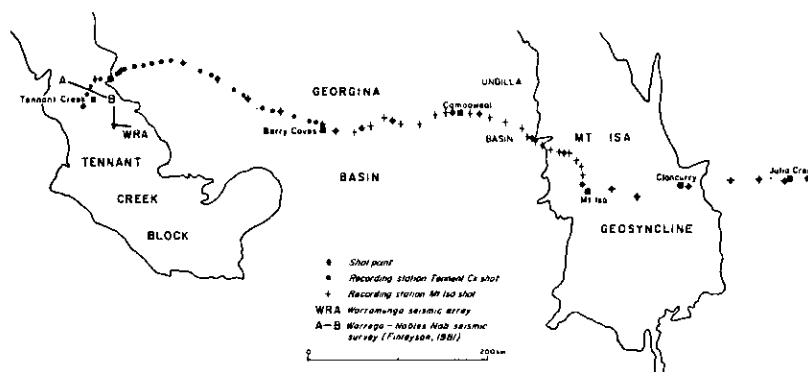 GEORGINA
UNDILLA
A
B
Tennant Creek
WRA
Camooweal
Barry Caves
BASIN
MT ISA
TENNANT
BASIN
Cloncurry
Mt Isa
CREEK
GEOSYNCLINE
BLOCK
Shot point
Recording station Tennant Ck shot
Recording station Mt Isa shot
WRA Warramunga seismic array
A–B Warrego – Nobles Nob seismic
survey (Finlayson, 1981)
0 200 km